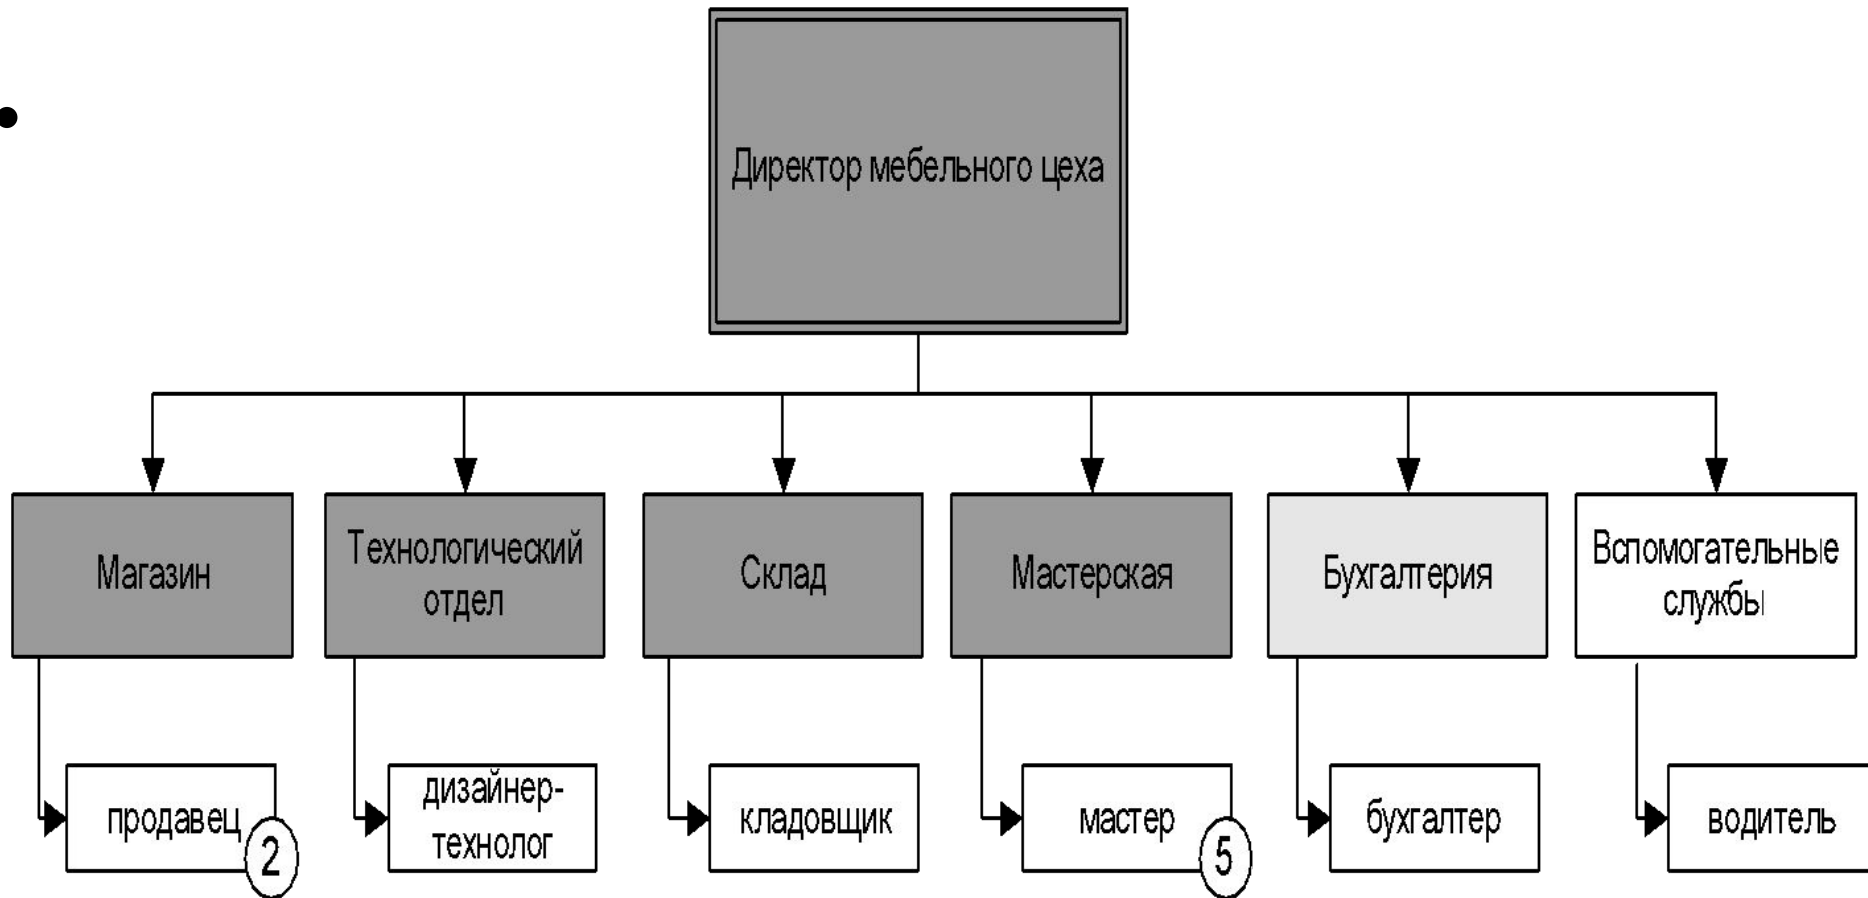 Директор мебельного цеха
Магазин
Технологический
отдел
Склад
Мастерская
Бухгалтерия
Вспомогательные
службы
продавец
2
дизайнер-
технолог
кладовщик
мастер
5
бухгалтер
водитель